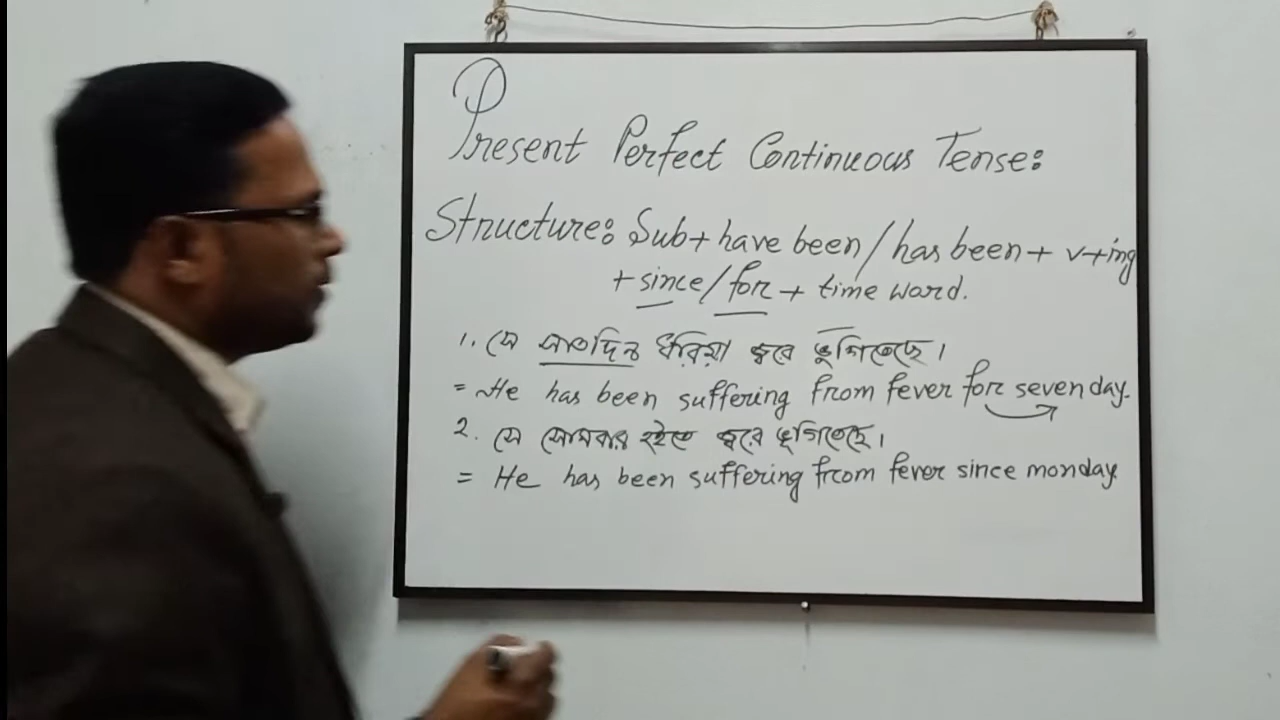 Present Perfect Continuous Tense:
Structure: Sub + have been / has been + v+ing
+ since / for + time word.
1. সে সাতদিন ধরিয়া জ্বরে ভূগিতেছে।
= He has been suffering from fever for seven day.
2. সে সোমবার হইতে জ্বরে ভূগিতেছে।
= He has been suffering from fever since monday.